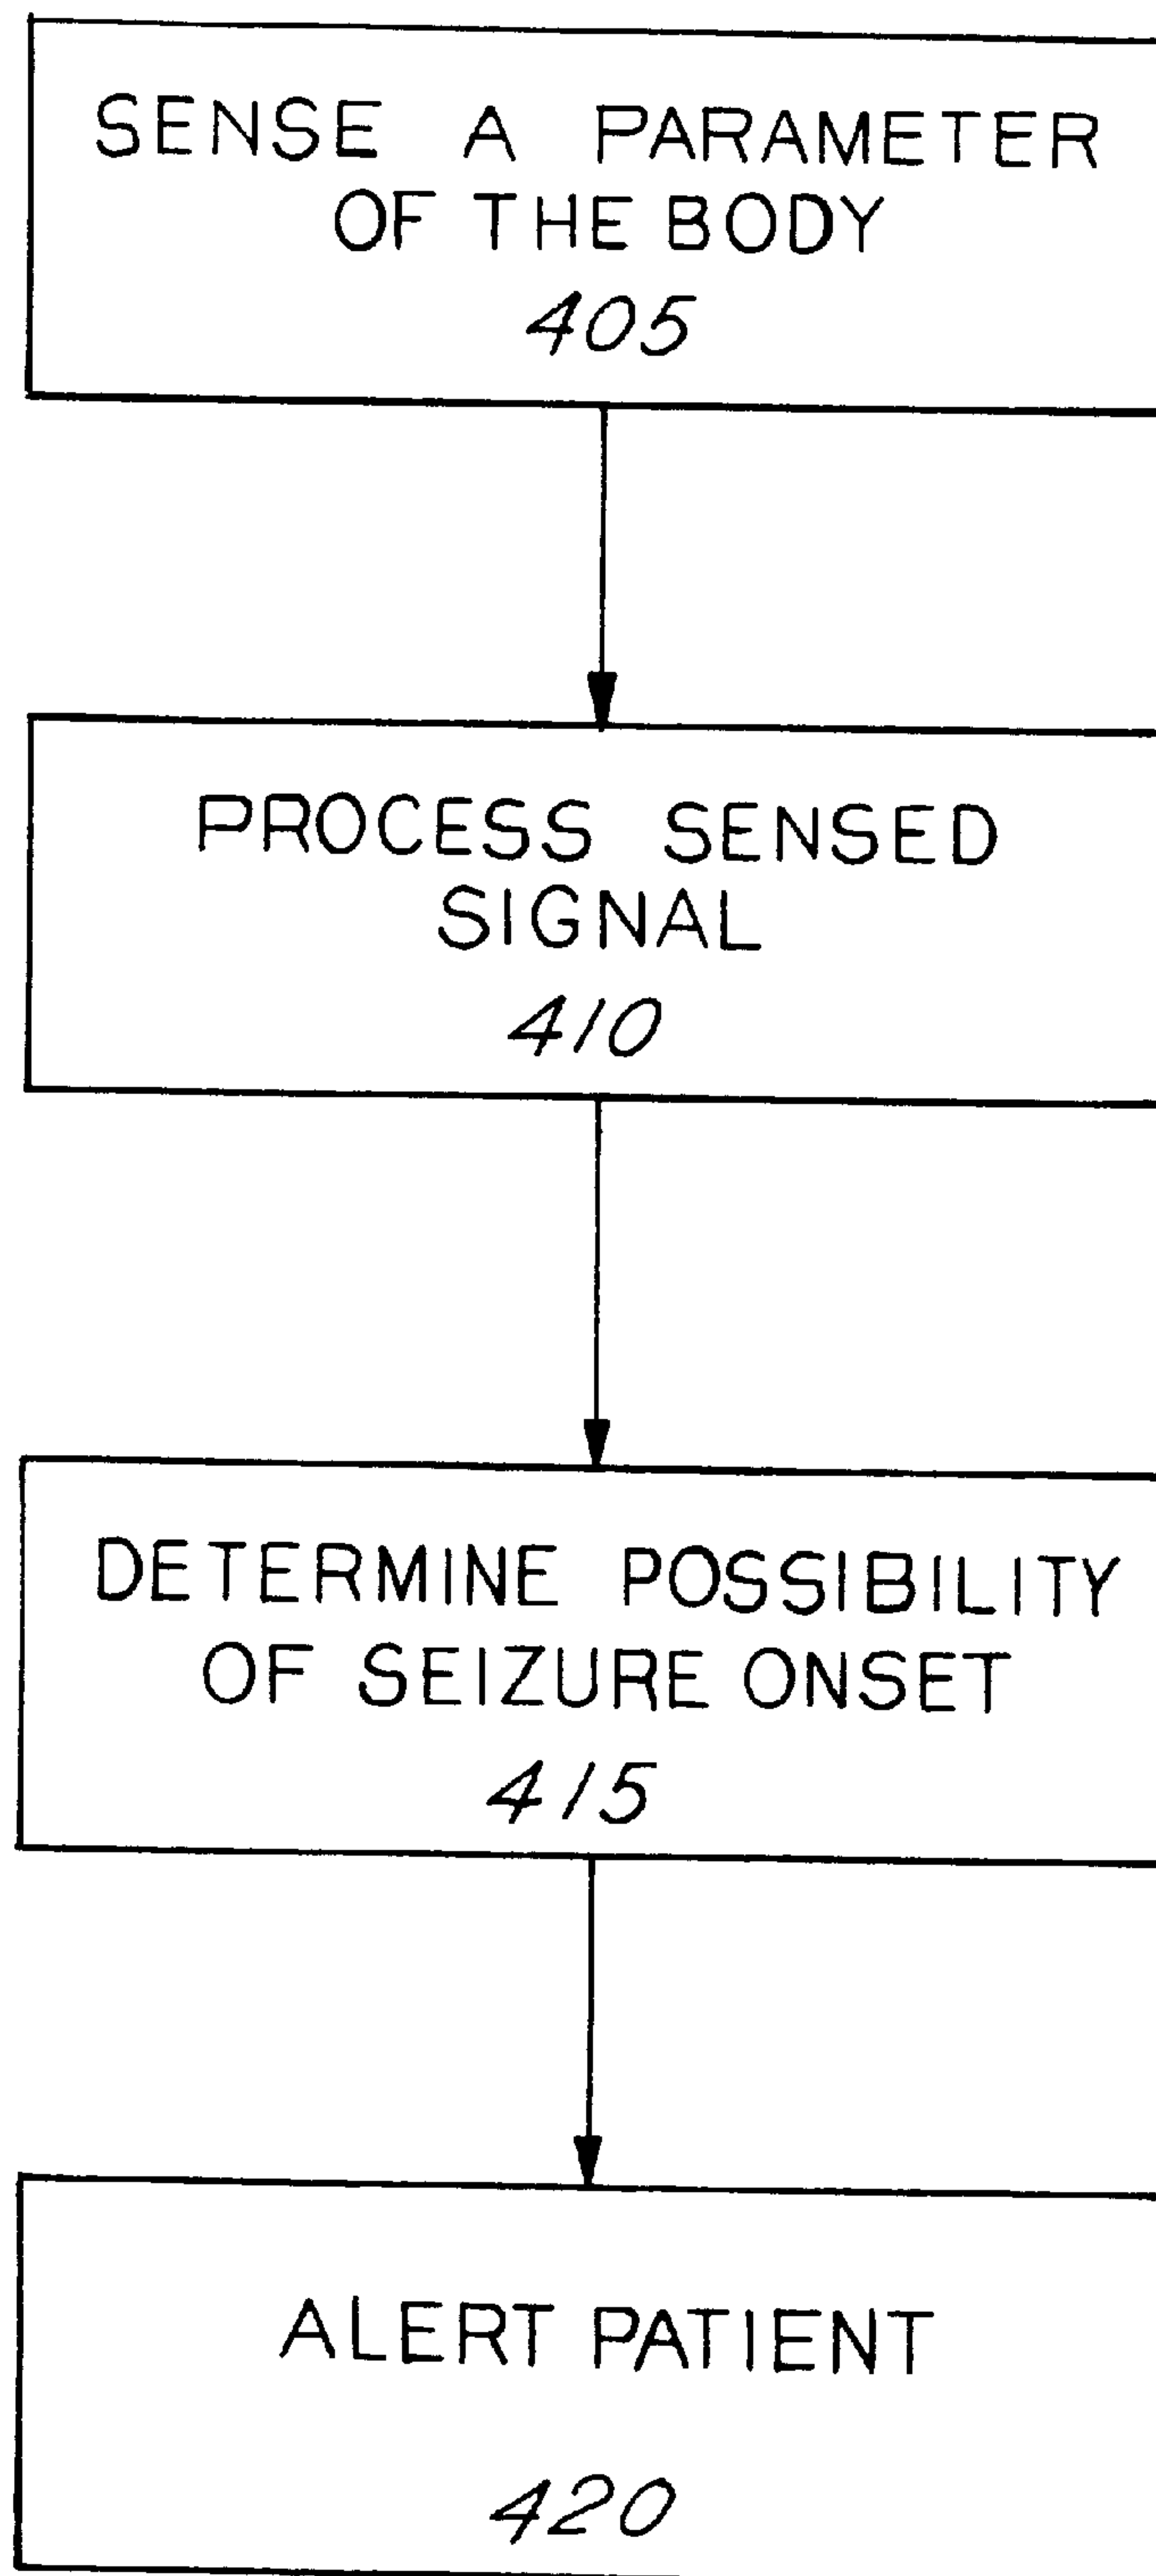 SENSE A PARAMETER
OF THE BODY
405
PROCESS SENSED
SIGNAL
410
DETERMINE POSSIBILITY
OF SEIZURE ONSET
415
ALERT PATIENT
420